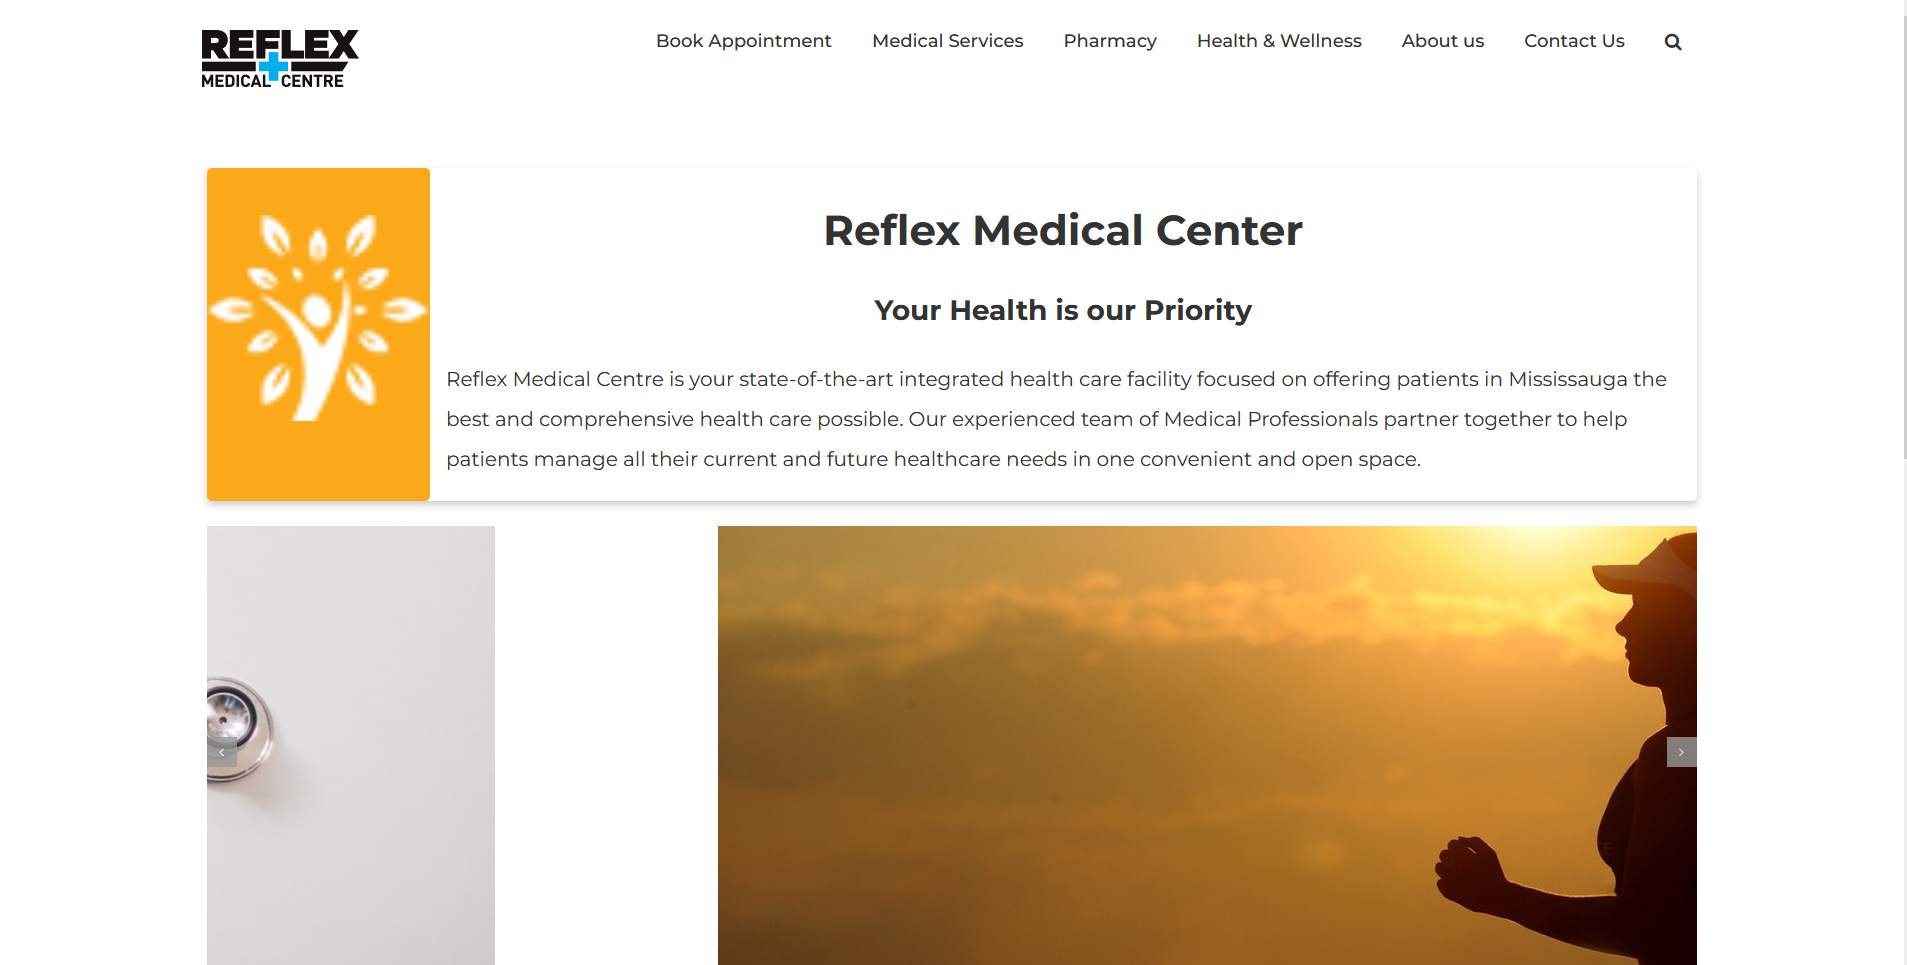 REFLEX
MEDICAL CENTRE
Book Appointment
Medical Services
Pharmacy
Health & Wellness
About us
Contact Us
Reflex Medical Center
Your Health is our Priority
Reflex Medical Centre is your state-of-the-art integrated health care facility focused on offering patients in Mississauga the
best and comprehensive health care possible. Our experienced team of Medical Professionals partner together to help
patients manage all their current and future healthcare needs in one convenient and open space.